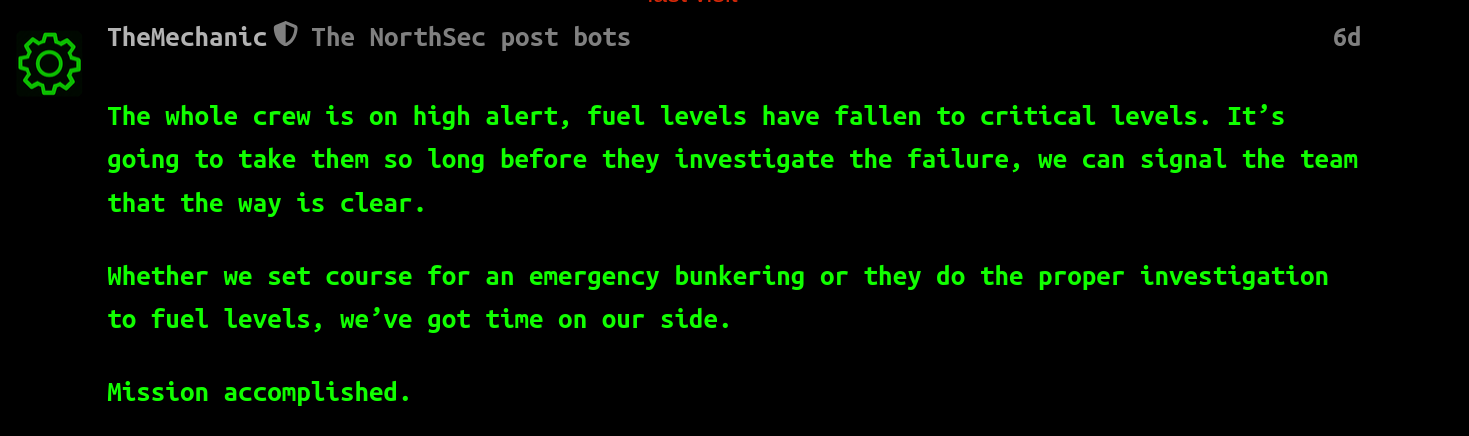 TheMechanic The NorthSec post bots 6d
The whole crew is on high alert, fuel levels have fallen to critical levels. It’s
going to take them so long before they investigate the failure, we can signal the team
that the way is clear.
Whether we set course for an emergency bunkering or they do the proper investigation
to fuel levels, we’ve got time on our side.
Mission accomplished.